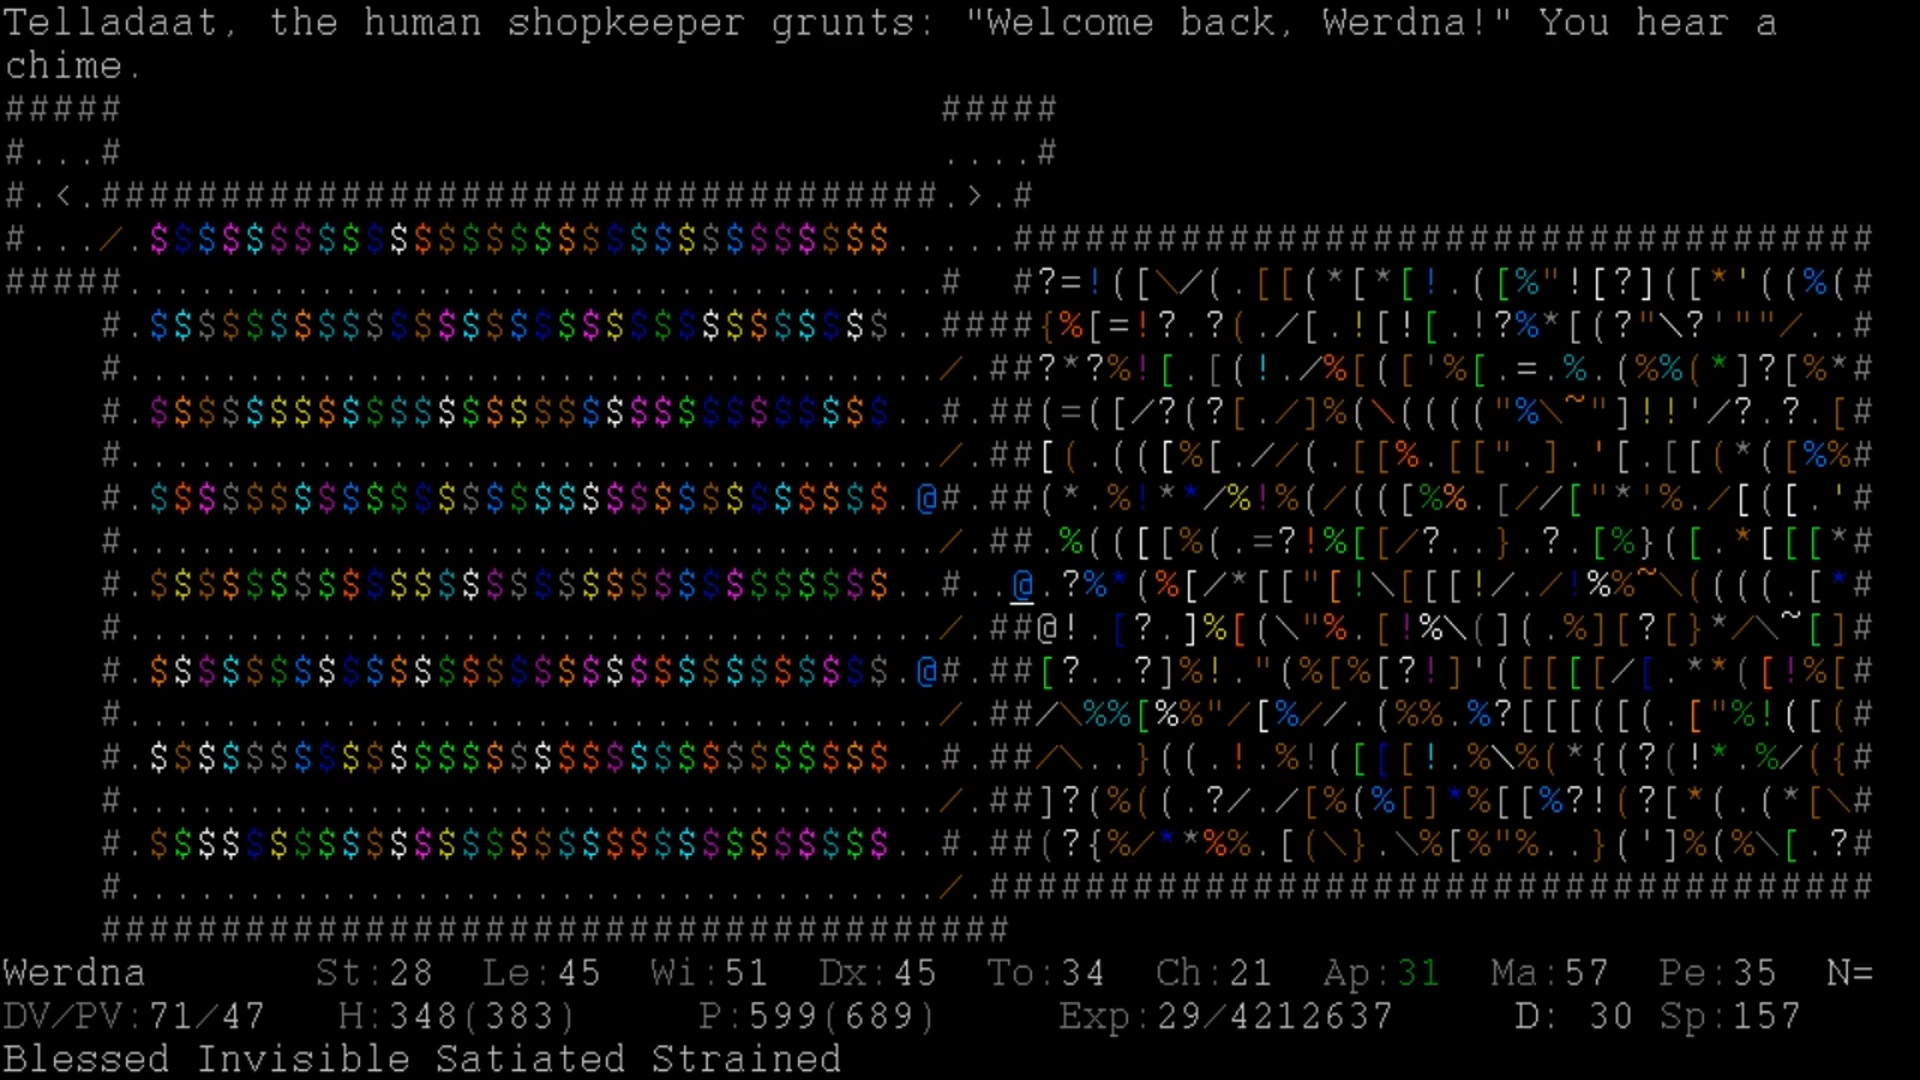 Telladaat, the human shopkeeper grunts: "Welcome back, Werdna!" You hear a
chime.
Werdna St:28 Le:45 Wi:51 Dx:45 To:34 Ch:21 Ap:31 Ma:57 Pe:35 N=
DV/PV:71/47 H:348(383) P:599(689) Exp:29/4212637 D: 30 Sp:157
Blessed Invisible Satiated Strained